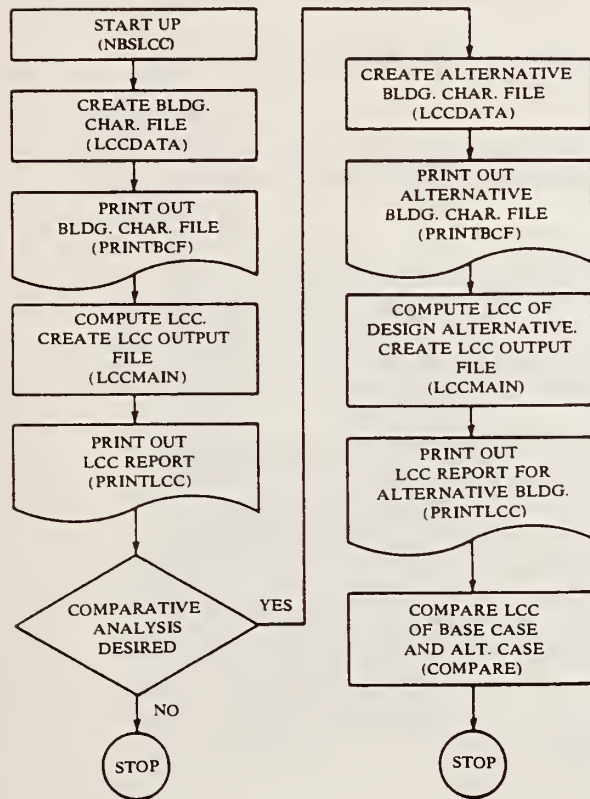 START UP
(NBSLCC)
CREATE BLDG.
CHAR. FILE
(LCCDATA)
PRINT OUT
BLDG. CHAR. FILE
(PRINTBCF)
COMPUTE LCC.
CREATE LCC OUTPUT
FILE
(LCCMAIN)
PRINT OUT
LCC REPORT
(PRINTLCC)
COMPARATIVE
ANALYSIS
DESIRED
YES
NO
STOP
CREATE ALTERNATIVE
BLDG. CHAR. FILE
(LCCDATA)
PRINT OUT
ALTERNATIVE
BLDG. CHAR. FILE
(PRINTBCF)
COMPUTE LCC OF
DESIGN ALTERNATIVE.
CREATE LCC OUTPUT
FILE
(LCCMAIN)
PRINT OUT
LCC REPORT FOR
ALTERNATIVE BLDG.
(PRINTLCC)
COMPARE LCC
OF BASE CASE
AND ALT. CASE
(COMPARE)
STOP